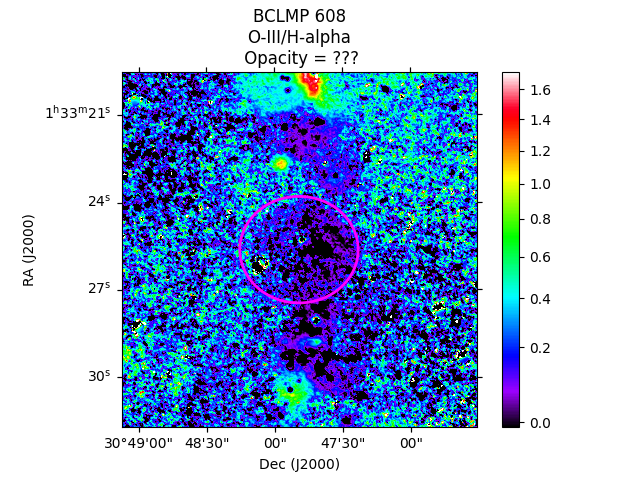 BCLMP 608
O-III/H-alpha
Opacity = ???
1ʰ33ᵐ21ˢ
24ˢ
27ˢ
30ˢ
RA (J2000)
30°49'00" 48'30" 00" 47'30" 00"
Dec (J2000)
1.6
1.4
1.2
1.0
0.8
0.6
0.4
0.2
0.0